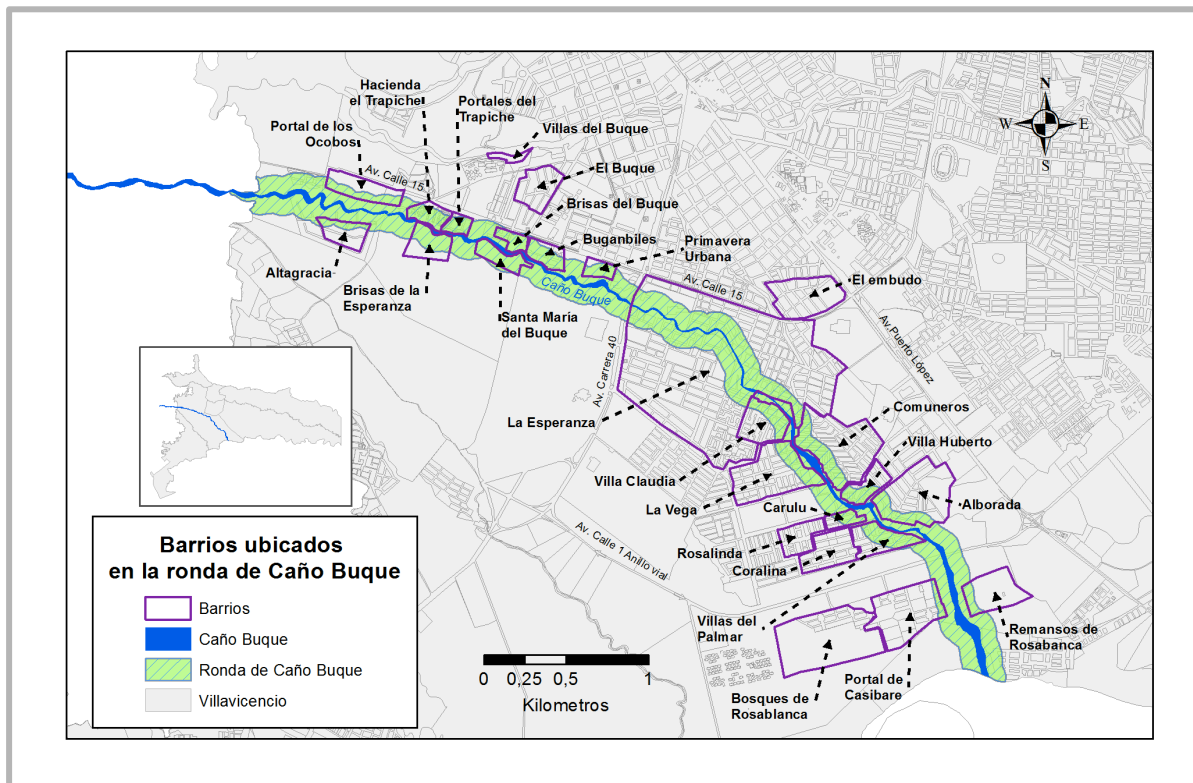 Hacienda
el Trapiche
Portales del
Trapiche
Villas del Buque
Portal de los
Ocobos
Av. Calle 15
El Buque
Brisas del Buque
Buganbiles
Primavera
Urbana
Altagracia
Brisas de la
Esperanza
Santa Maria
del Buque
Caño Buque
Av. Calle 15
El embudo
Av.Puerto López
Av. Carrera 40
La Esperanza
Comuneros
Villa Huberto
Villa Claudia
La Vega
Carulu
Alborada
Rosalinda
Coralina
Av. Calle 1 Anillo vial
Villas del
Palmar
Remansos de
Rosabanca
Bosques de
Rosablanca
Portal de
Casibare
N
W
E
S
Barrios ubicados
en la ronda de Caño Buque
Barrios
Caño Buque
Ronda de Caño Buque
Villavicencio
0 0,25 0,5 1
Kilometros